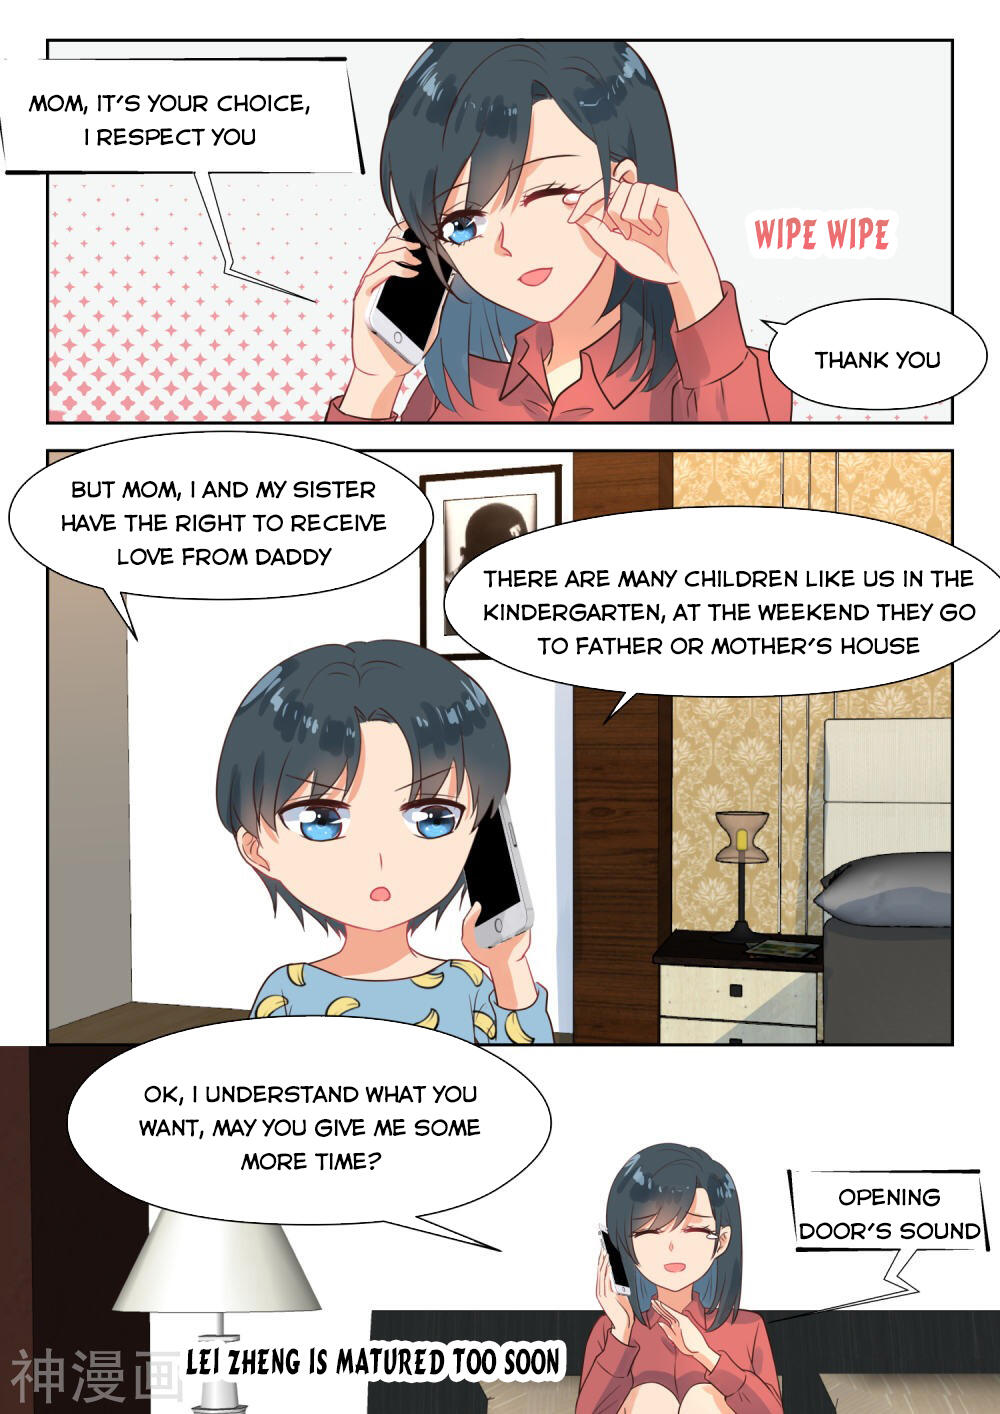 MOM, IT'S YOUR CHOICE,
I RESPECT YOU
WIPE WIPE
THANK YOU
BUT MOM, I AND MY SISTER
HAVE THE RIGHT TO RECEIVE
LOVE FROM DADDY
THERE ARE MANY CHILDREN LIKE US IN THE
KINDERGARTEN, AT THE WEEKEND THEY GO
TO FATHER OR MOTHER'S HOUSE
OK, I UNDERSTAND WHAT YOU
WANT, MAY YOU GIVE ME SOME
MORE TIME?
OPENING
DOOR'S SOUND
LEI ZHENG IS MATURED TOO SOON
神漫画